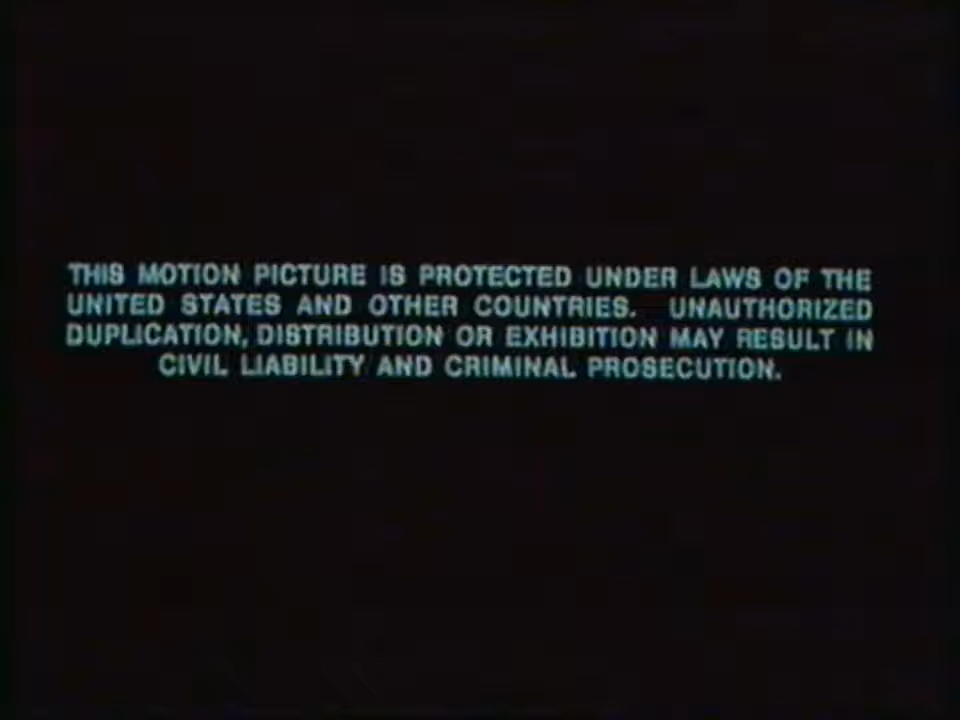 THIS MOTION PICTURE IS PROTECTED UNDER LAWS OF THE
UNITED STATES AND OTHER COUNTRIES. UNAUTHORIZED
DUPLICATION, DISTRIBUTION OR EXHIBITION MAY RESULT IN
CIVIL LIABILITY AND CRIMINAL PROSECUTION.